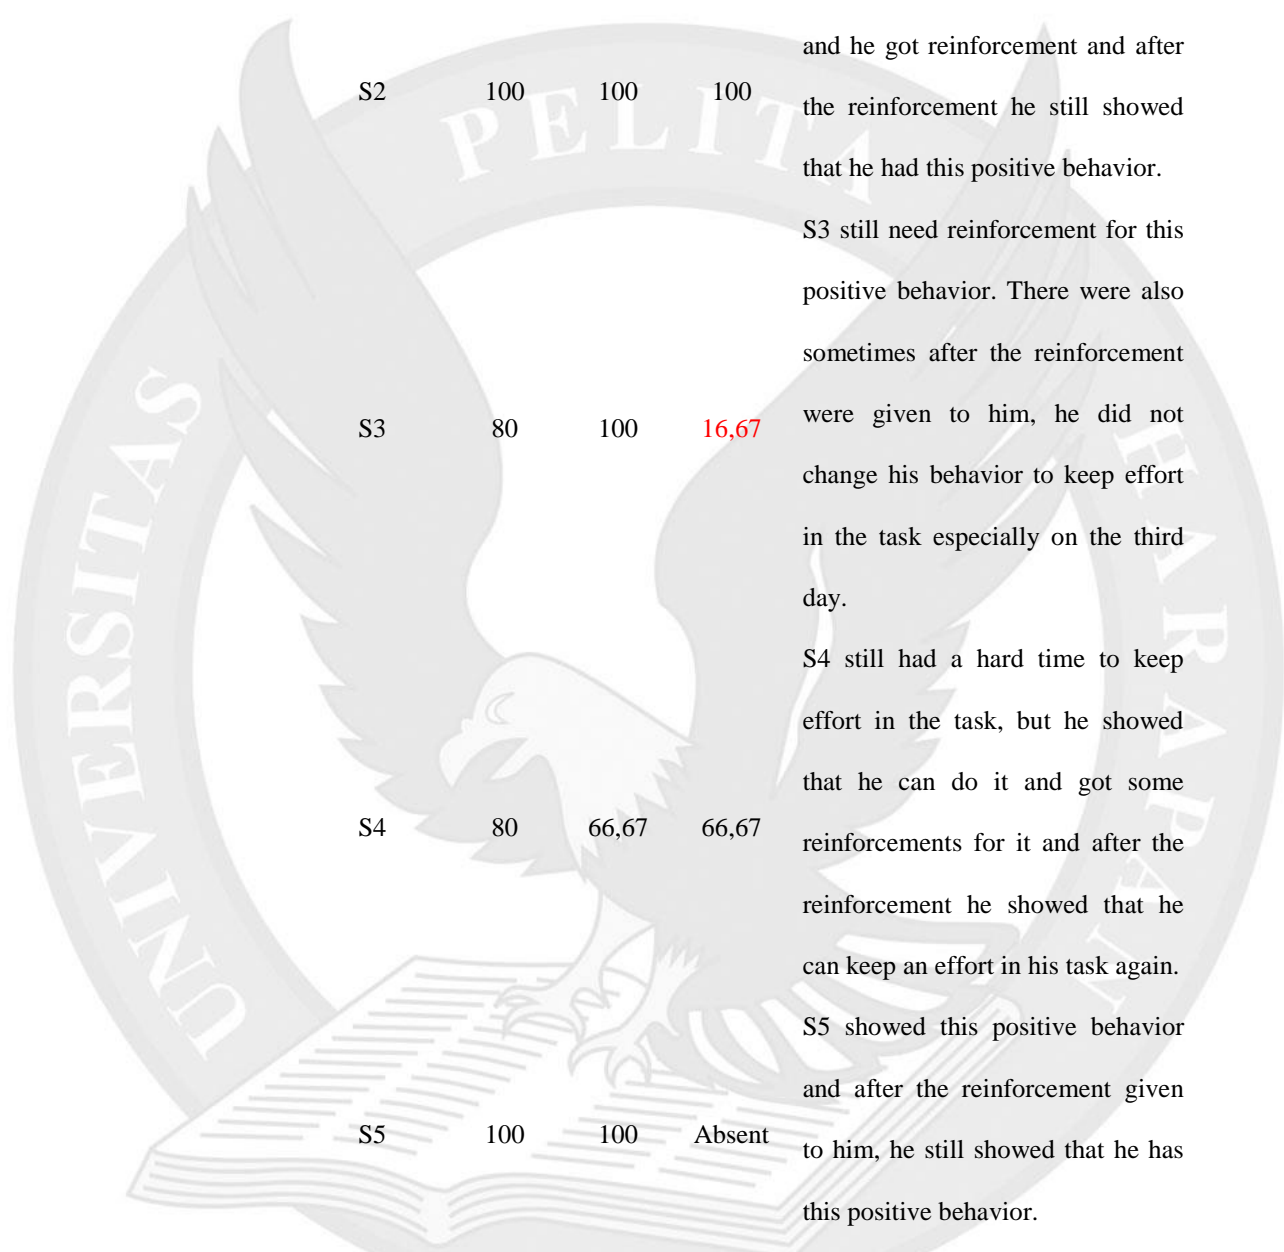 UNIVERSITAS PELITA HARAPAN
and he got reinforcement and after
S2 100 100 100
the reinforcement he still showed
that he had this positive behavior.
S3 still need reinforcement for this
positive behavior. There were also
sometimes after the reinforcement
S3 80 100 16,67
were given to him, he did not
change his behavior to keep effort
in the task especially on the third
day.
S4 still had a hard time to keep
effort in the task, but he showed
that he can do it and got some
S4 80 66,67 66,67
reinforcements for it and after the
reinforcement he showed that he
can keep an effort in his task again.
S5 showed this positive behavior
and after the reinforcement given
S5 100 100 Absent
to him, he still showed that he has
this positive behavior.